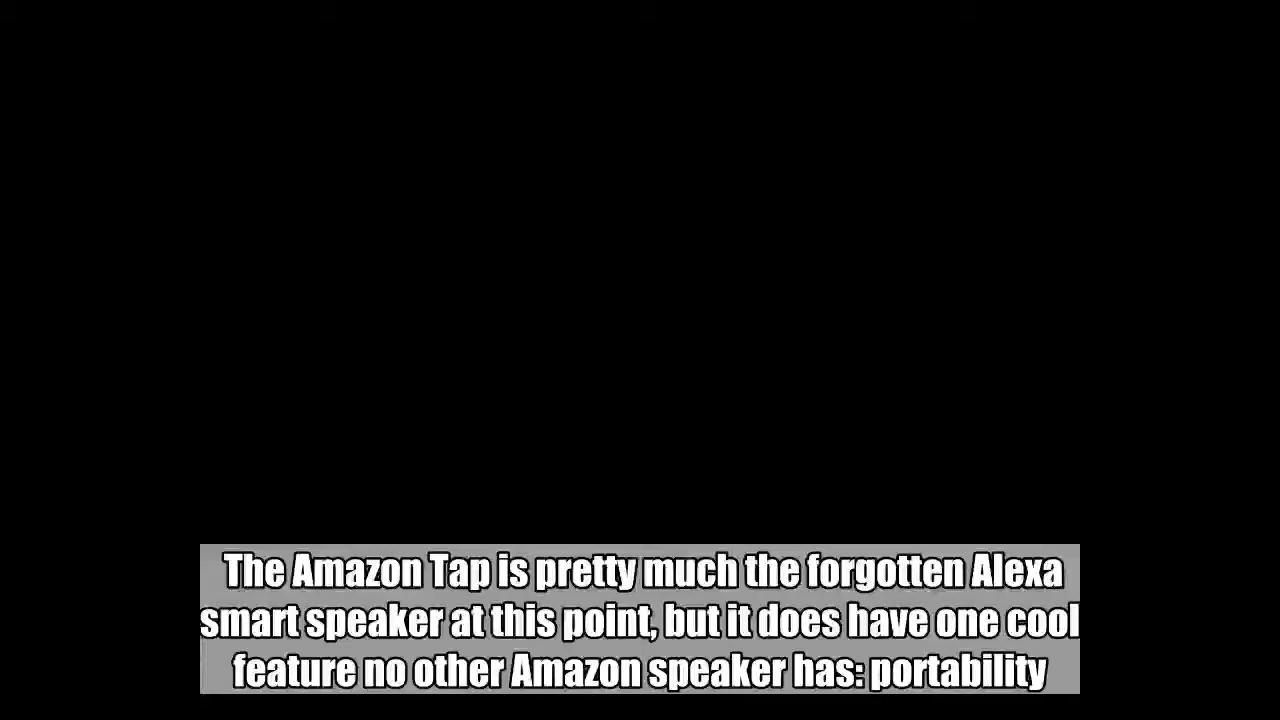 The Amazon Tap is pretty much the forgotten Alexa
smart speaker at this point, but it does have one cool
feature no other Amazon speaker has: portability